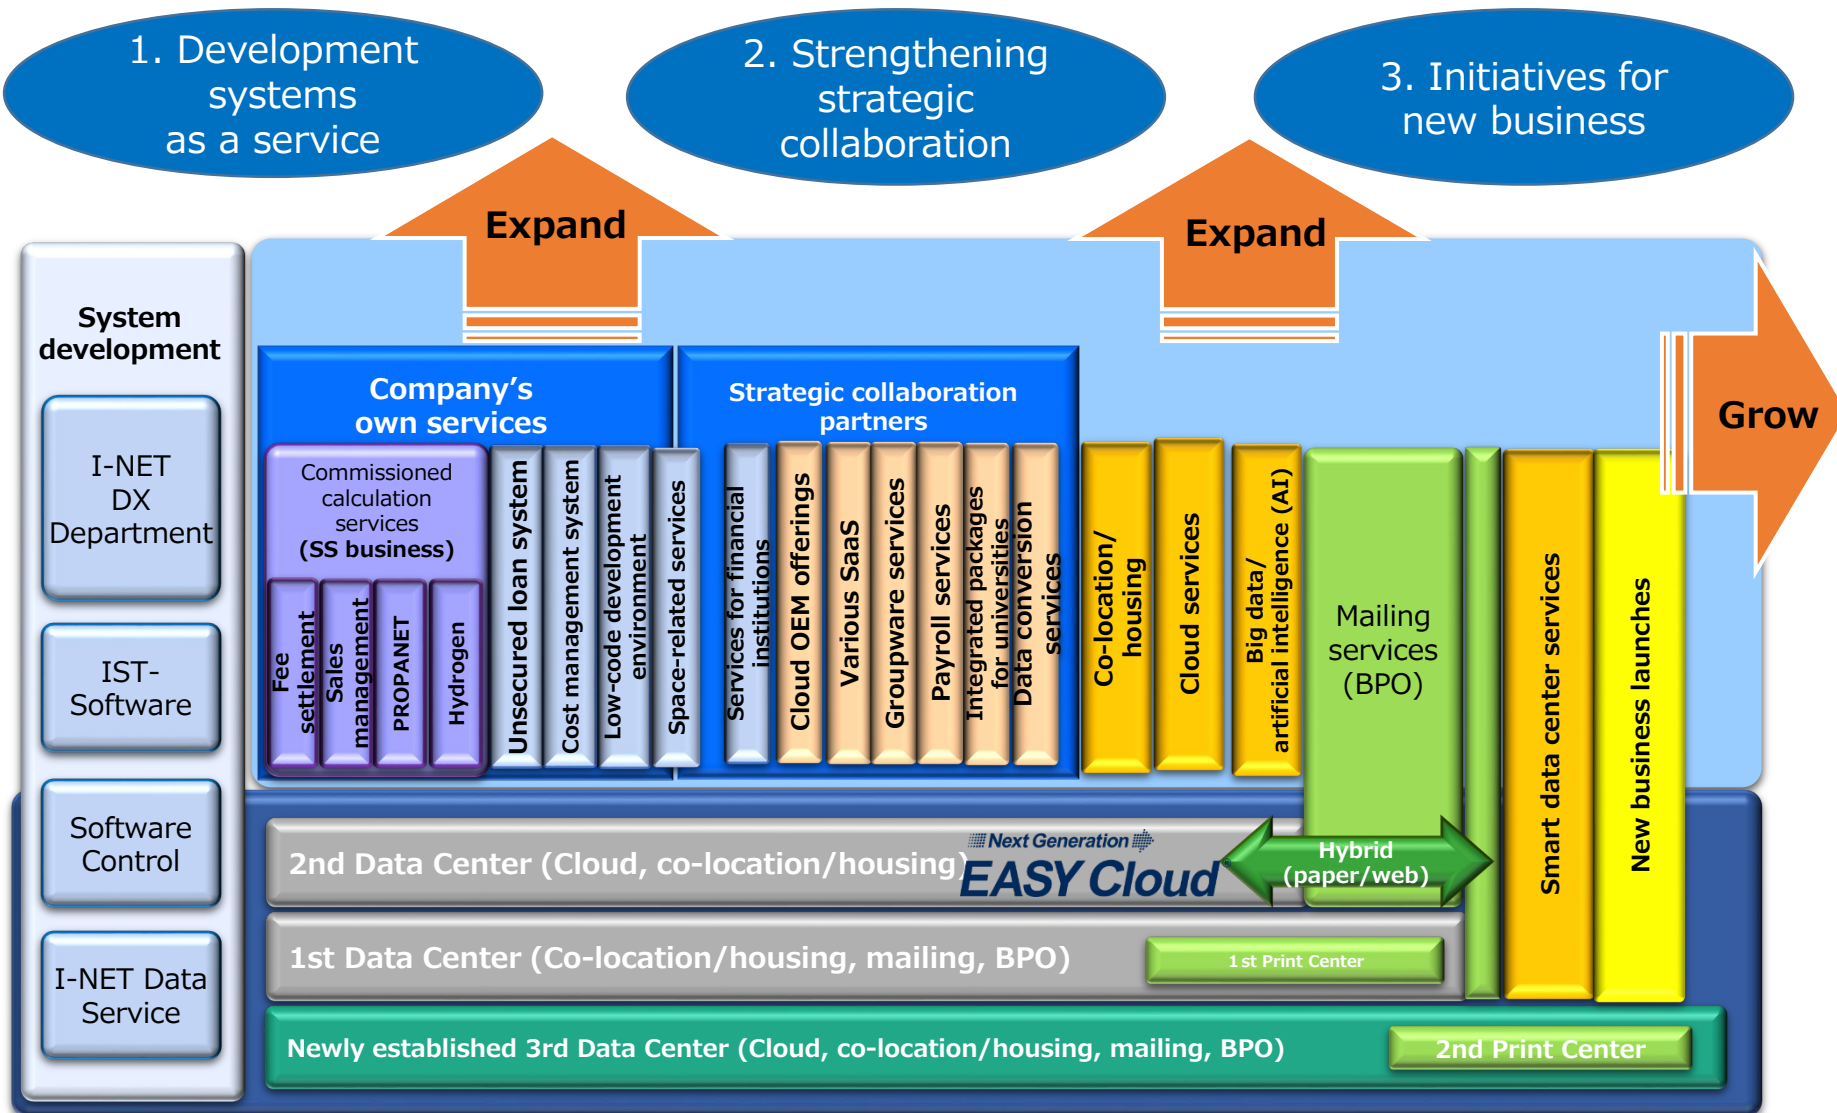 1. Development
systems
as a service
2. Strengthening
strategic
collaboration
3. Initiatives for
new business
Expand
Expand
Grow
System
development
I-NET
DX
Department
IST-
Software
Software
Control
I-NET Data
Service
Company’s
own services
Commissioned
calculation
services
(SS business)
Fee
settlement
Sales
management
PROPANET
Hydrogen
Unsecured loan system
Cost management system
Low-code development
environment
Space-related services
Strategic collaboration
partners
Services for financial
institutions
Cloud OEM offerings
Various SaaS
Groupware services
Payroll services
Integrated packages
for universities
Data conversion
services
Co-location/
housing
Cloud services
Big data/
artificial intelligence (AI)
Mailing
services
(BPO)
Smart data center services
New business launches
2nd Data Center (Cloud, co-location/housing)
Next Generation
EASY Cloud®
Hybrid
(paper/web)
1st Data Center (Co-location/housing, mailing, BPO)
1st Print Center
Newly established 3rd Data Center (Cloud, co-location/housing, mailing, BPO)
2nd Print Center